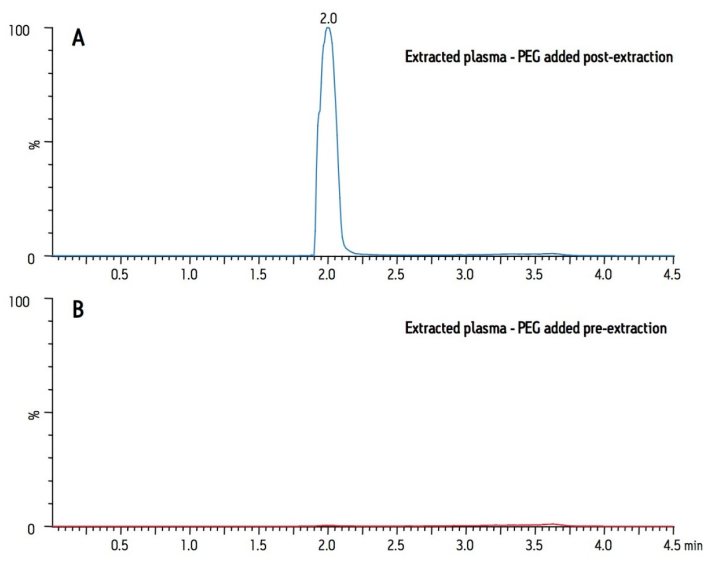 2.0
100
A
Extracted plasma - PEG added post-extraction
%
0
0.5 1.0 1.5 2.0 2.5 3.0 3.5 4.0 4.5
100
B
Extracted plasma - PEG added pre-extraction
%
0
0.5 1.0 1.5 2.0 2.5 3.0 3.5 4.0 4.5 min